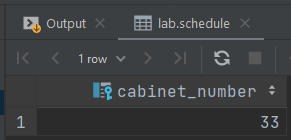 Output lab.schedule
1 row
cabinet_number
1 33